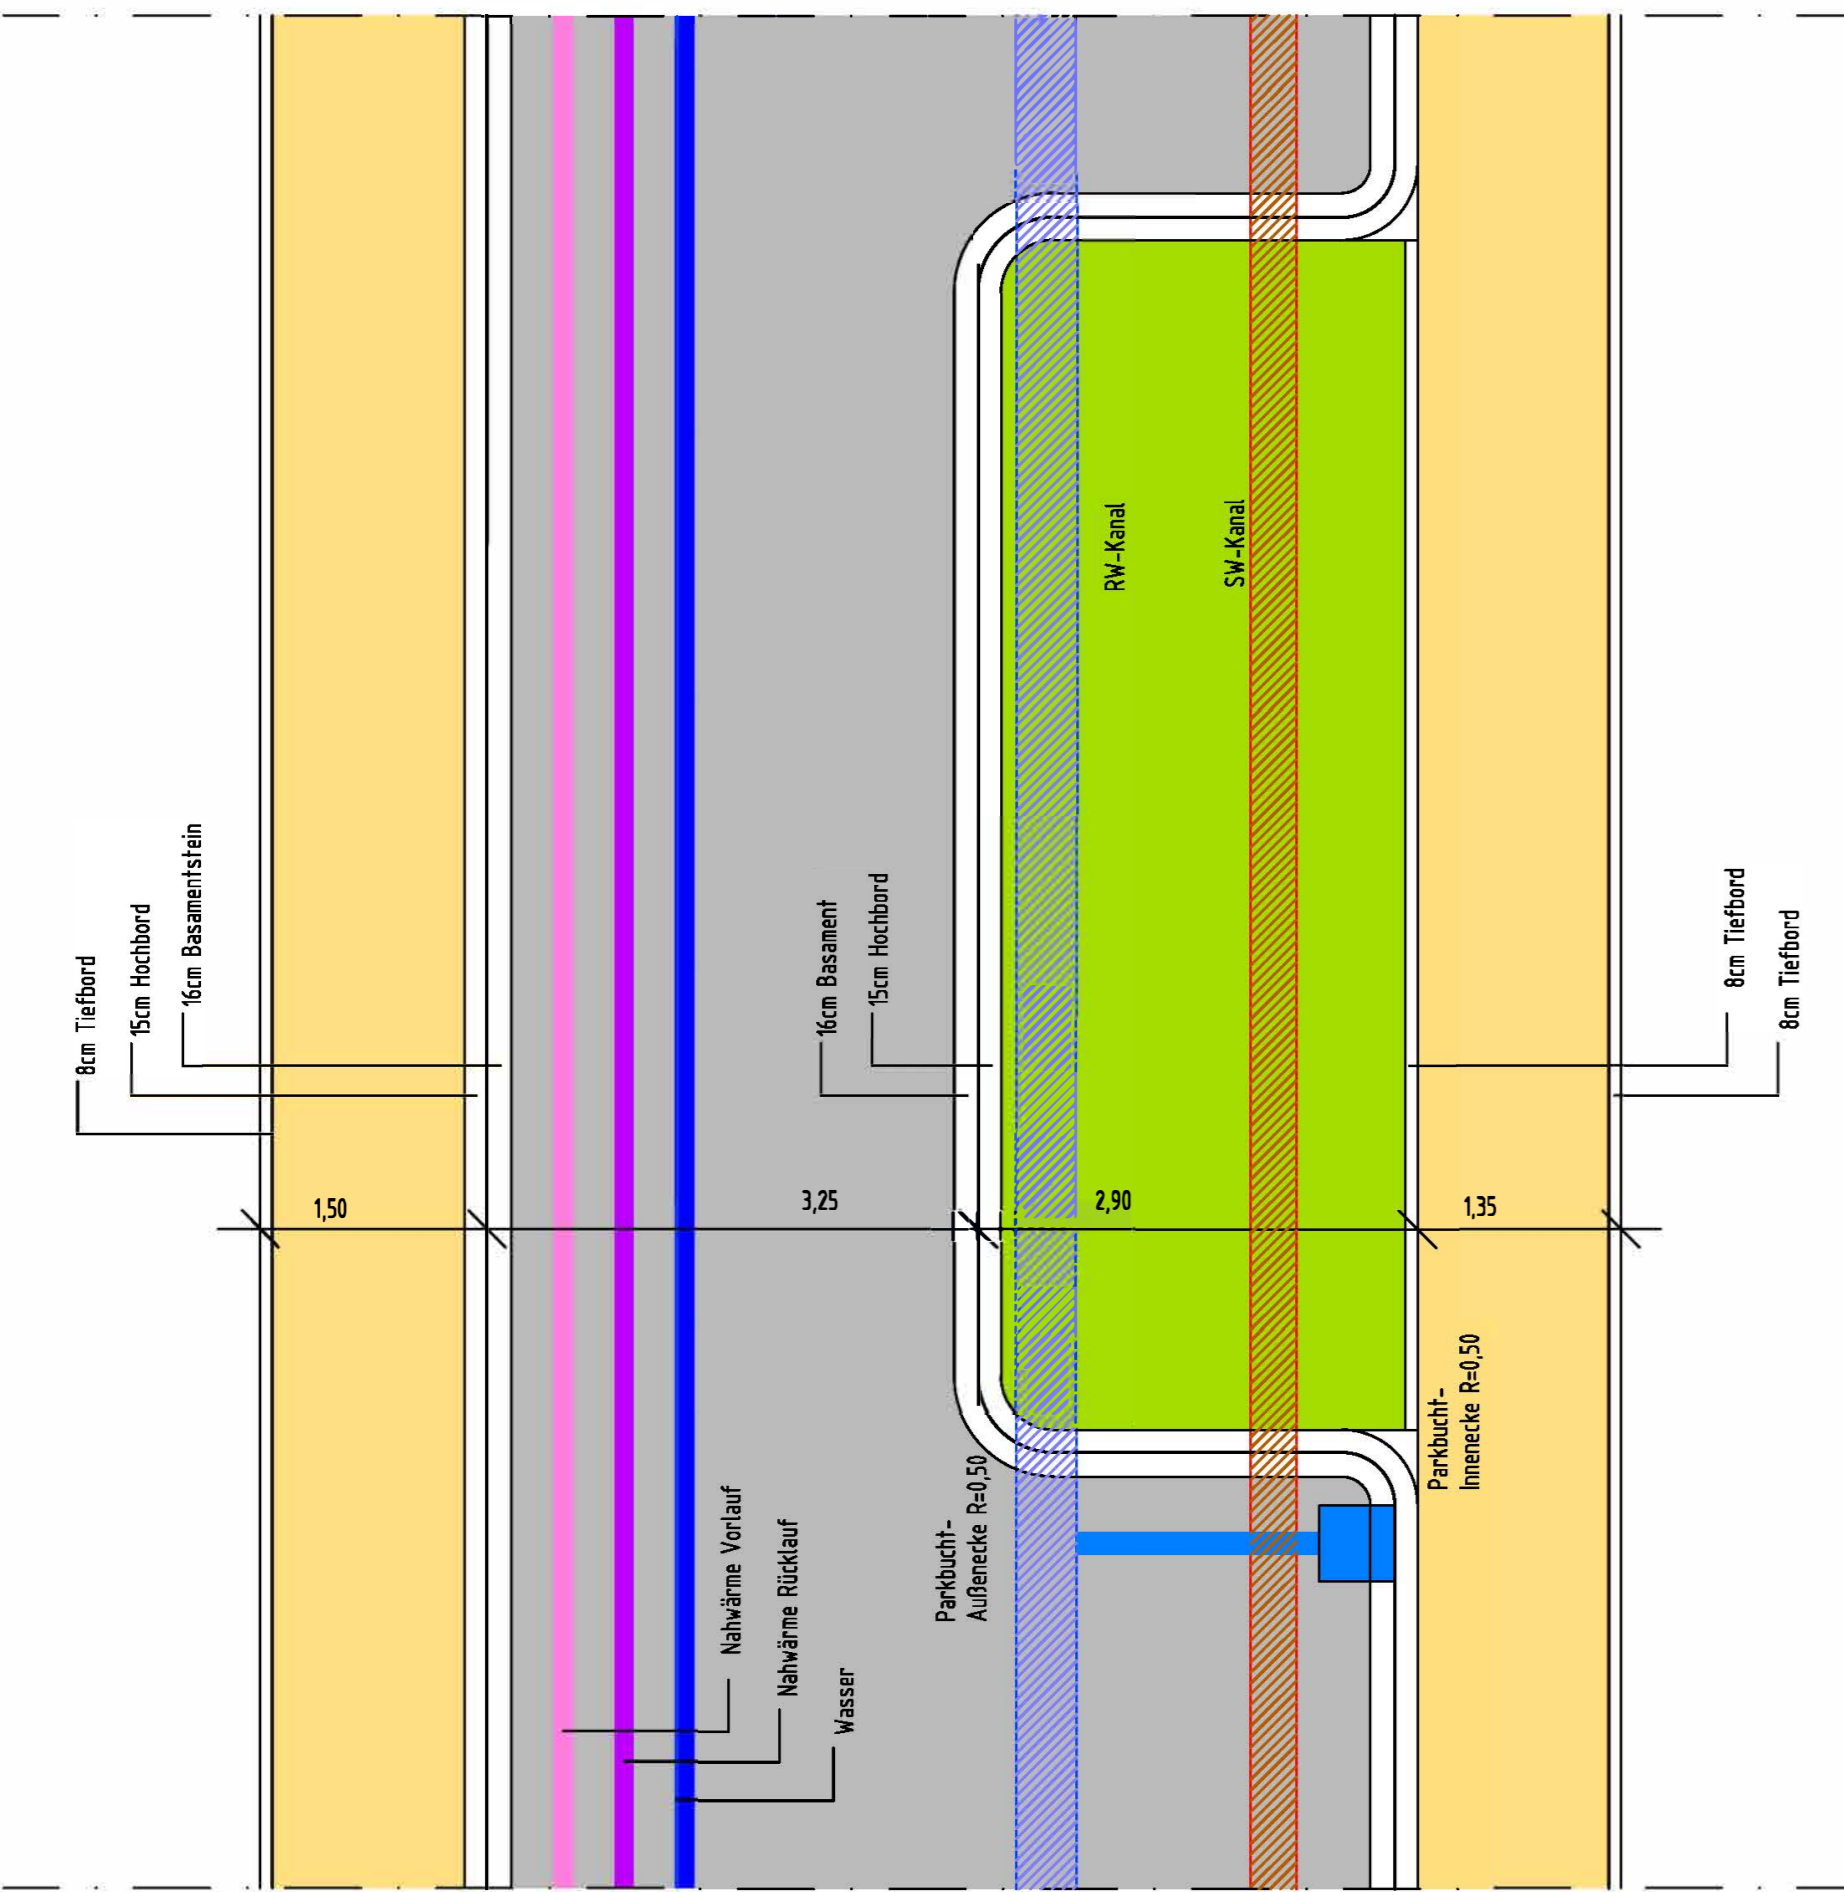 8cm Tiefbord
15cm Hochbord
16cm Basamentstein
16cm Basament
15cm Hochbord
8cm Tiefbord
8cm Tiefbord
RW-Kanal
SW-Kanal
1,50
3,25
2,90
1,35
Parkbucht-
Außenecke R=0,50
Parkbucht-
Innenecke R=0,50
Nahwärme Vorlauf
Nahwärme Rücklauf
Wasser